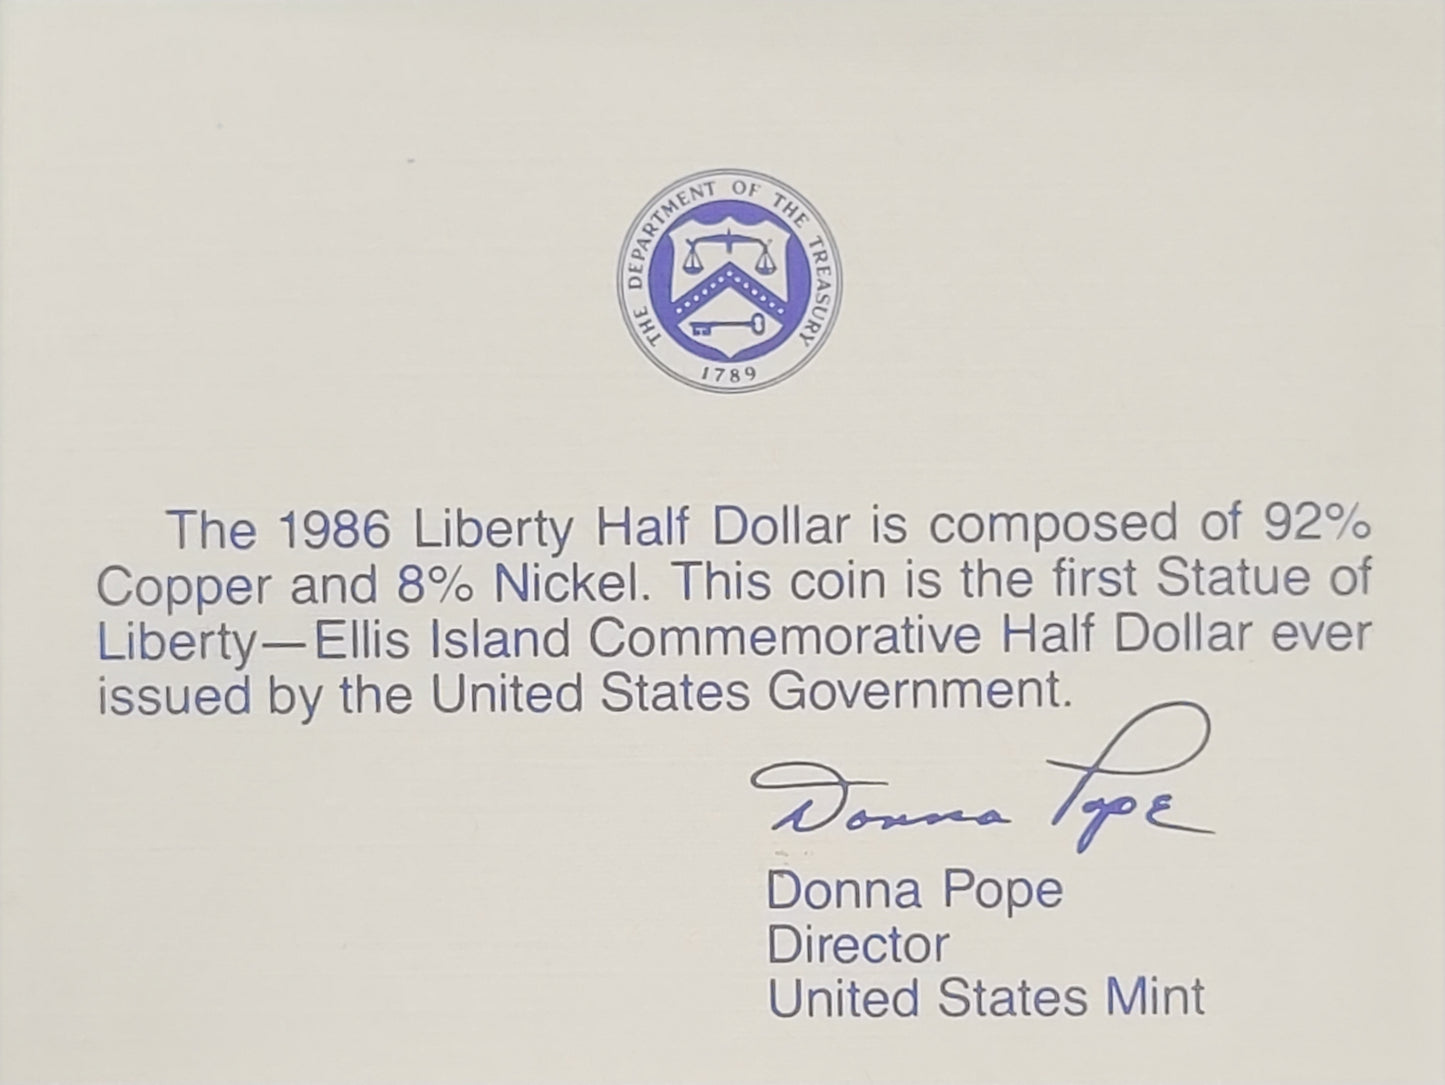 THE DEPARTMENT OF THE TREASURY
1789
The 1986 Liberty Half Dollar is composed of 92%
Copper and 8% Nickel. This coin is the first Statue of
Liberty—Ellis Island Commemorative Half Dollar ever
issued by the United States Government.
Donna Pope
Donna Pope
Director
United States Mint